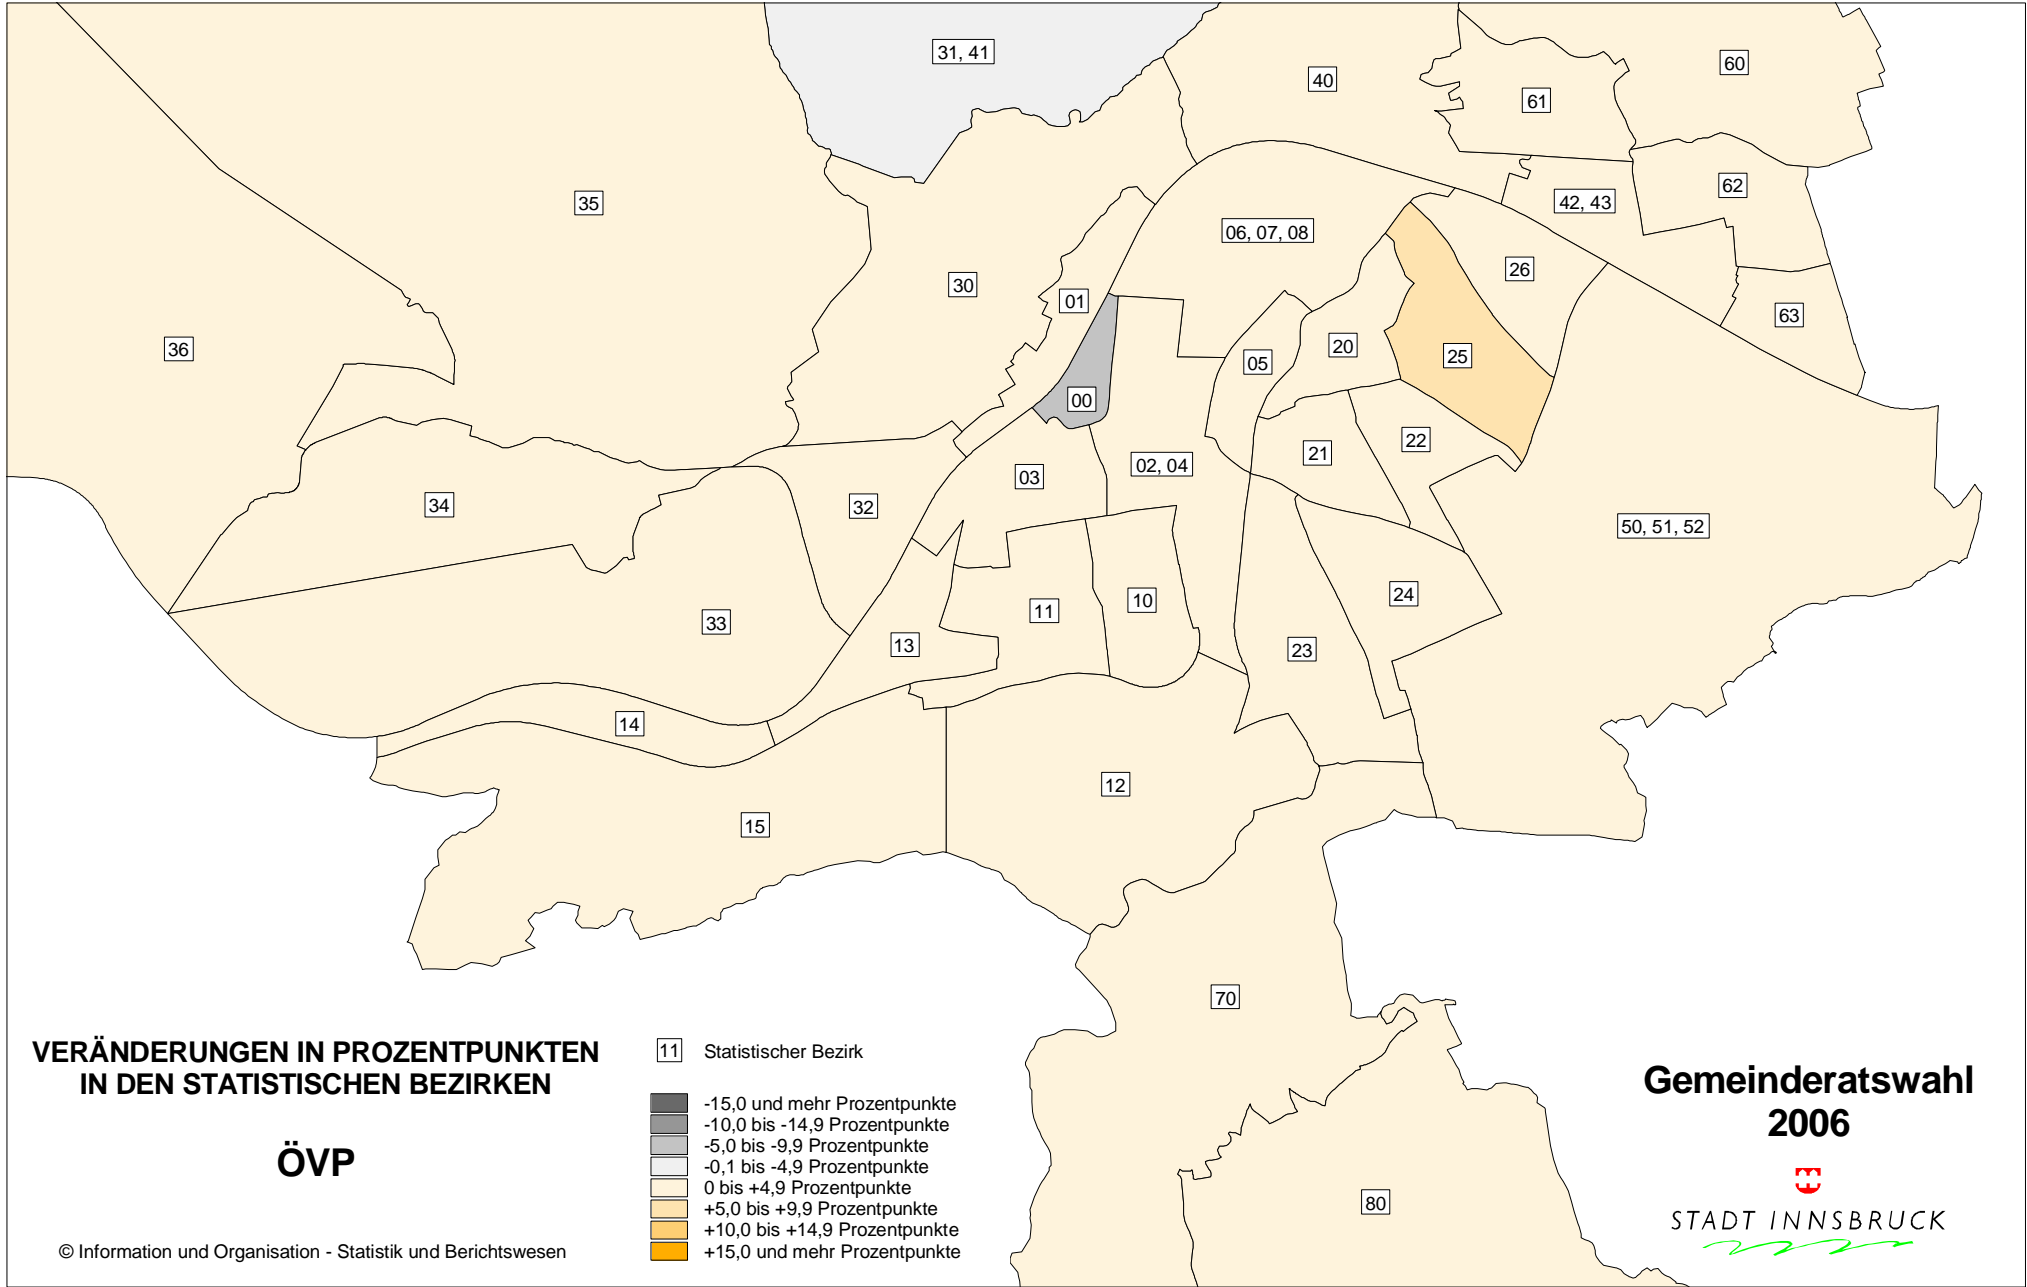 31, 41
60
40
61
62
35
42, 43
06, 07, 08
26
30
01
63
36
20
25
05
00
22
21
02, 04
03
34
32
50, 51, 52
24
10
11
33
13
23
14
12
15
70
80
VERÄNDERUNGEN IN PROZENTPUNKTEN
IN DEN STATISTISCHEN BEZIRKEN
ÖVP
© Information und Organisation - Statistik und Berichtswesen
11 Statistischer Bezirk
-15,0 und mehr Prozentpunkte
-10,0 bis -14,9 Prozentpunkte
-5,0 bis -9,9 Prozentpunkte
-0,1 bis -4,9 Prozentpunkte
0 bis +4,9 Prozentpunkte
+5,0 bis +9,9 Prozentpunkte
+10,0 bis +14,9 Prozentpunkte
+15,0 und mehr Prozentpunkte
Gemeinderatswahl
2006
STADT INNSBRUCK